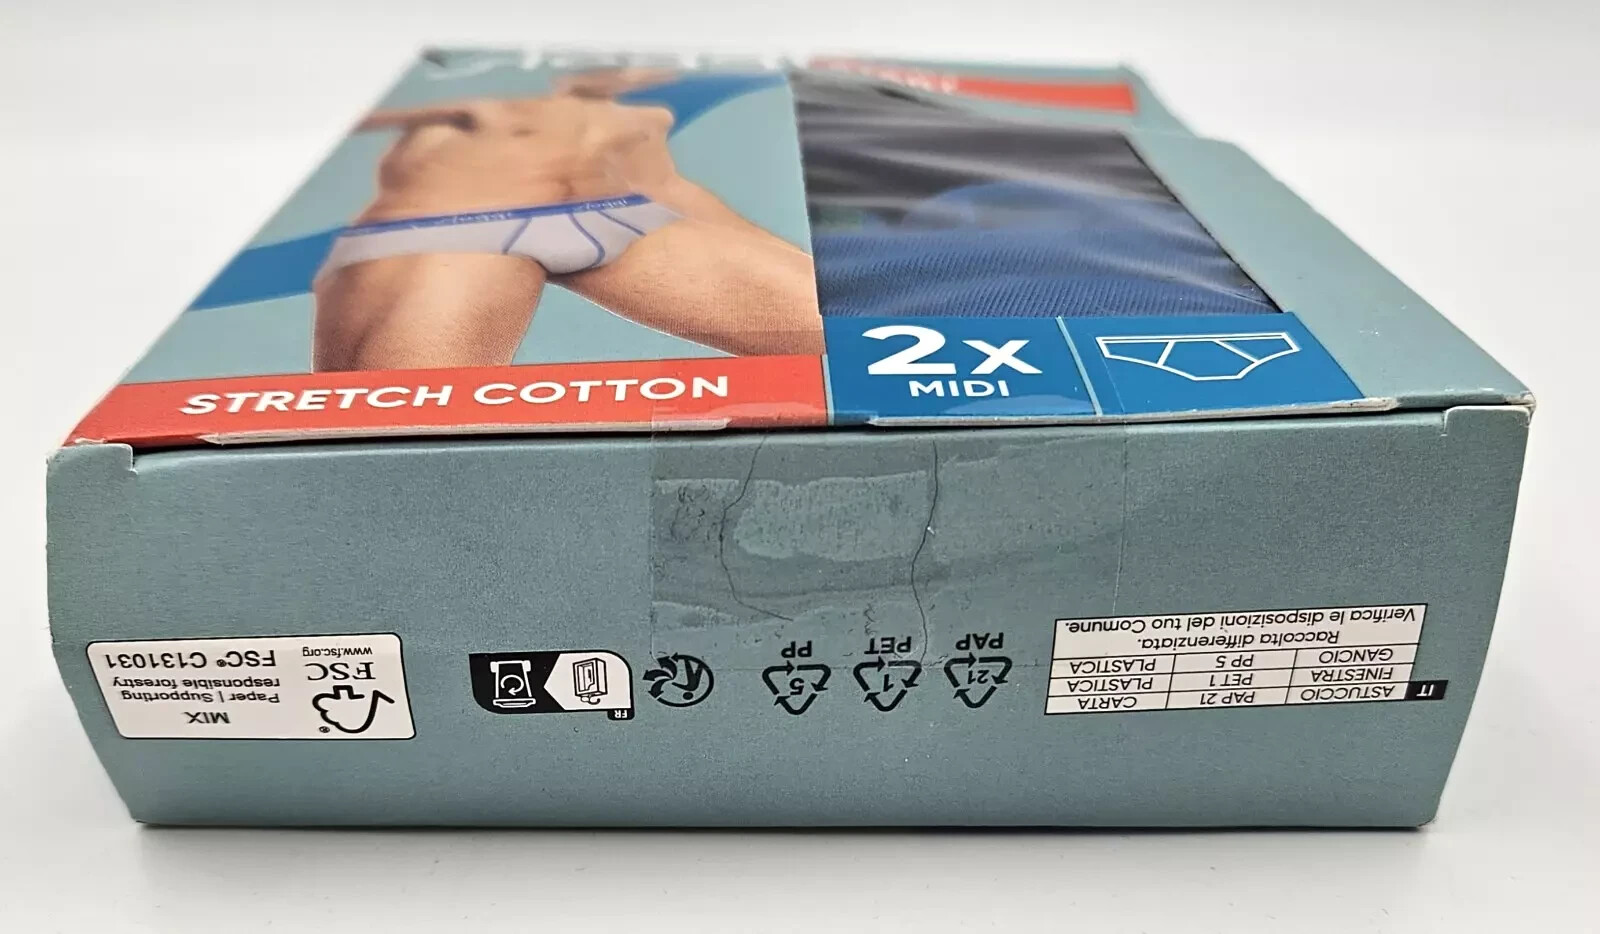 STRETCH COTTON
2x
MIDI
IT
ASTUCCIO PAP 21 CARTA
FINESTRA PET 1 PLASTICA
GANCIO PP 5 PLASTICA
Raccolta differenziata.
Verifica le disposizioni del tuo Comune.
21
PAP
1
PET
5
PP
FR
®
FSC
www.fsc.org
MIX
Paper | Supporting
responsible forestry
FSC® C131031